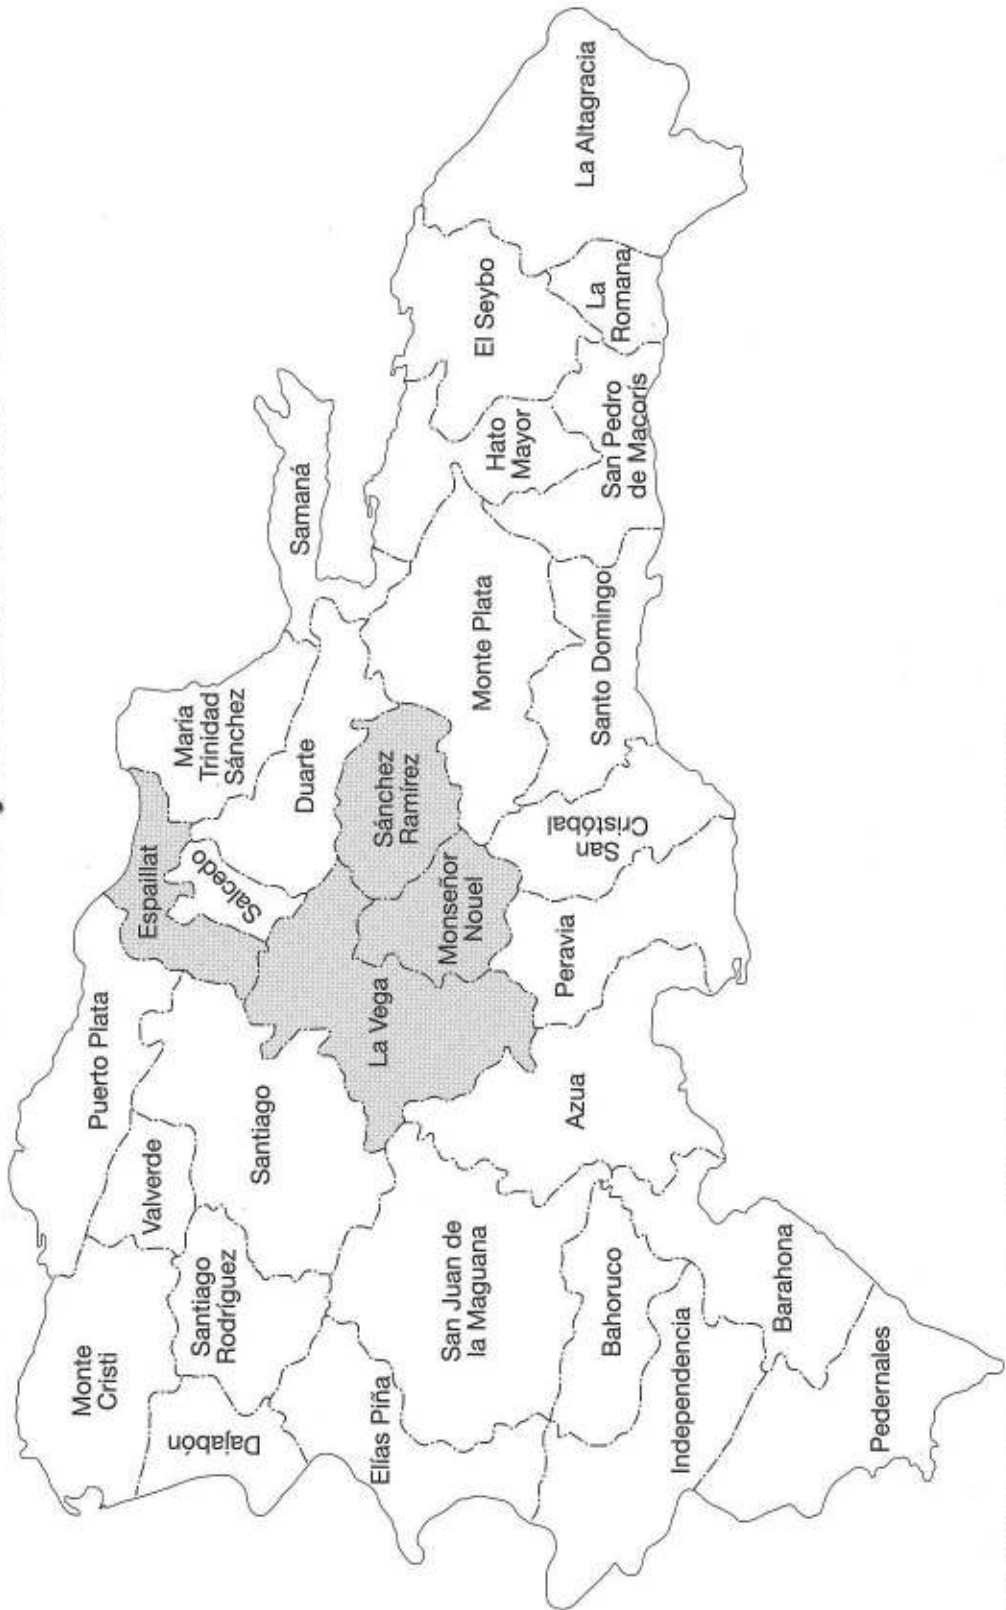 Puerto Plata
Monte
Cristi
Valverde
Espaillat
María
Trinidad
Sánchez
Samaná
Dajabón
Santiago
Rodríguez
Santiago
Salcedo
Duarte
Elías Piña
San Juan de
la Maguana
La Vega
Monseñor
Nouel
Sánchez
Ramírez
Monte Plata
Hato
Mayor
El Seybo
La Altagracia
Bahoruco
Azua
Peravia
San
Cristóbal
Santo Domingo
San Pedro
de Macorís
La
Romana
Independencia
Barahona
Pedernales